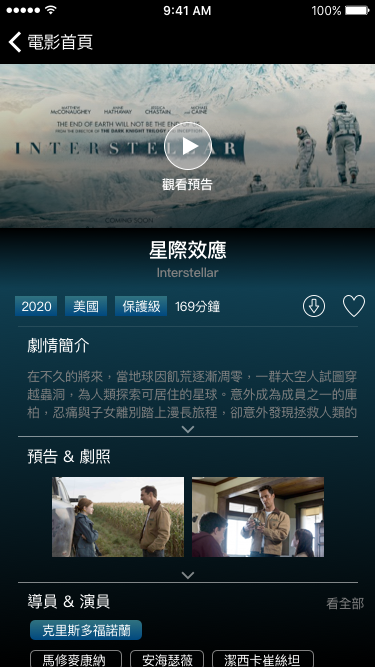 9:41 AM
100%
電影首頁
MATTHEW McCONAUGHEY
ANNE HATHAWAY
JESSICA CHASTAIN
MICHAEL CAINE
THE END OF EARTH WILL NOT BE THE END OF US
FROM THE DIRECTOR OF THE DARK KNIGHT TRILOGY AND INCEPTION
INTERSTELLAR
觀看預告
COMING SOON
星際效應
Interstellar
2020 美國 保護級 169分鐘
劇情簡介
在不久的將來，當地球因飢荒逐漸凋零，一群太空人試圖穿
越蟲洞，為人類探索可居住的星球。意外成為成員之一的庫
柏，忍痛與子女離別踏上漫長旅程，卻意外發現拯救人類的
預告 & 劇照
導員 & 演員
看全部
克里斯多福諾蘭
馬修麥康納 安海瑟薇 潔西卡崔絲坦